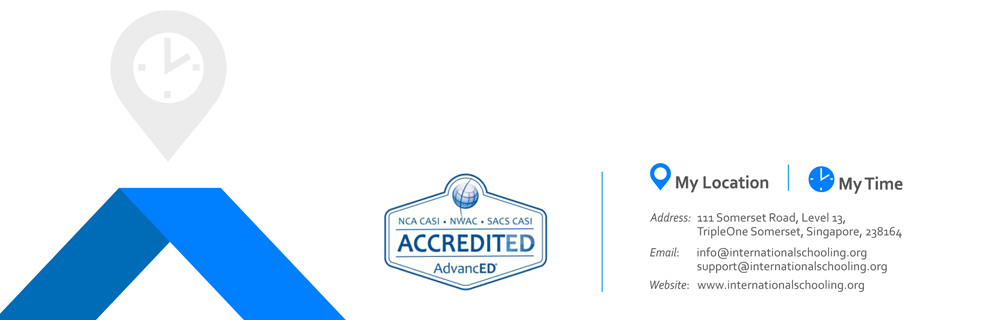 NCA CASI • NWAC • SACS CASI
ACCREDITED
AdvancED®
My Location
My Time
Address: 111 Somerset Road, Level 13,
TripleOne Somerset, Singapore, 238164
Email: info@internationalschooling.org
support@internationalschooling.org
Website: www.internationalschooling.org